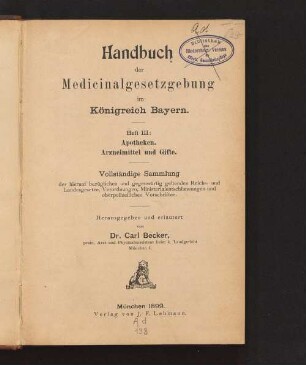 Handbuch
der
Medicinalgesetzgebung
im
Königreich Bayern.
Heft III:
Apotheken.
Arzneimittel und Gifte.
Vollständige Sammlung
der hierauf bezüglichen und gegenwärtig geltenden Reichs- und
Landesgesetze, Verordnungen, Ministerialentschliessungen und
oberpolizeilichen Vorschriften.
Herausgegeben und erläutert
von
Dr. Carl Becker,
München I.
München 1899.
Verlag von J. F. Lehmann.
A d
198